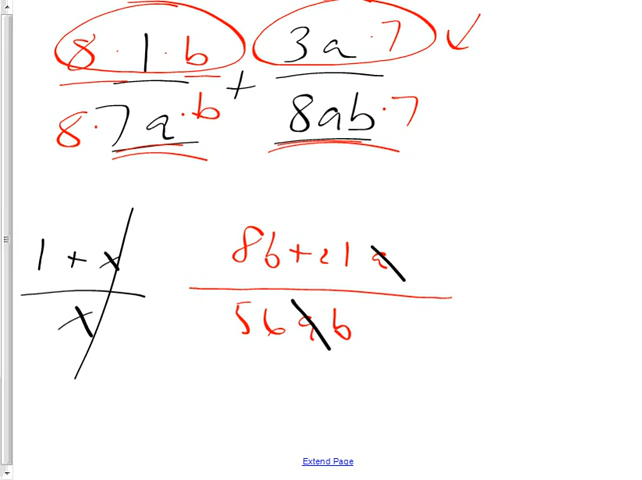 8 · 1 · b   3a · 7
+
8 · 7a · b   8ab · 7
1 + x   8b + 21a
x   56ab
Extend Page